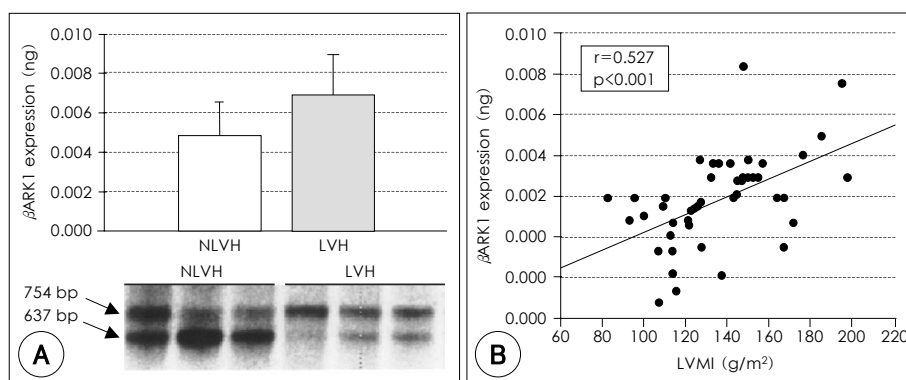 0.010
0.008
0.006
0.004
0.002
0.000
βARK1 expression (ng)
NLVH LVH
NLVH LVH
754 bp
637 bp
A
0.010
0.008
0.006
0.004
0.002
0.002
0.000
0.000
βARK1 expression (ng)
r=0.527
p<0.001
60 80 100 120 140 160 180 200 220
LVMI (g/m²)
B